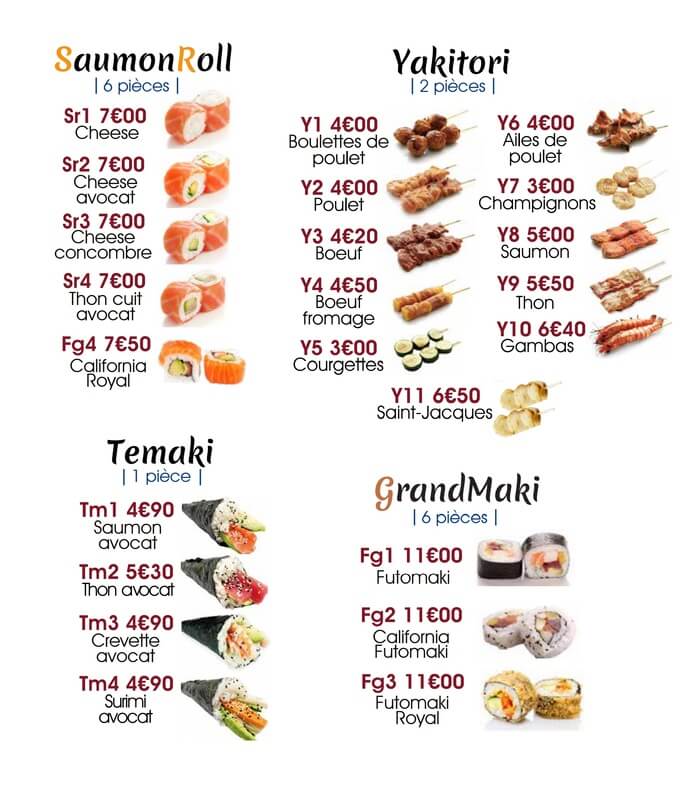 SaumonRoll
| 6 pièces |
Sr1 7€00
Cheese
Sr2 7€00
Cheese
avocat
Sr3 7€00
Cheese
concombre
Sr4 7€00
Thon cuit
avocat
Fg4 7€50
California
Royal
Yakitori
| 2 pièces |
Y1 4€00
Boulettes de
poulet
Y2 4€00
Poulet
Y3 4€20
Boeuf
Y4 4€50
Boeuf
fromage
Y5 3€00
Courgettes
Y6 4€00
Ailes de
poulet
Y7 3€00
Champignons
Y8 5€00
Saumon
Y9 5€50
Thon
Y10 6€40
Gambas
Y11 6€50
Saint-Jacques
Temaki
| 1 pièce |
Tm1 4€90
Saumon
avocat
Tm2 5€30
Thon avocat
Tm3 4€90
Crevette
avocat
Tm4 4€90
Surimi
avocat
GrandMaki
| 6 pièces |
Fg1 11€00
Futomaki
Fg2 11€00
California
Futomaki
Fg3 11€00
Futomaki
Royal